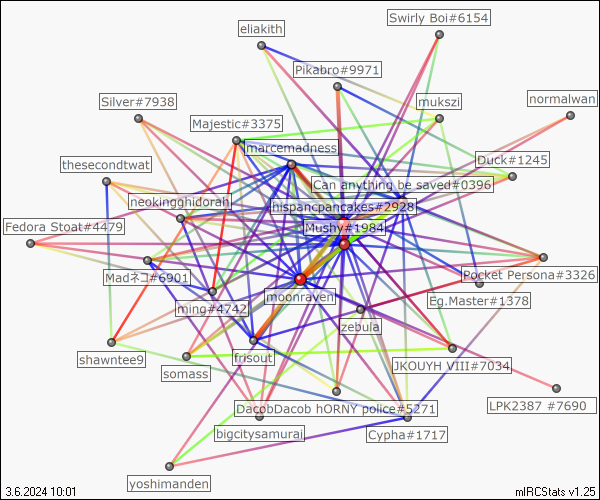 Swirly Boi#6154
eliakith
Pikabro#9971
Silver#7938
mukszi
normalwan
Majestic#3375
marcemadness
thesecondtwat
Duck#1245
Can anything be saved#0396
neokingghidorah
hispancpancakes#2928
Fedora Stoat#4479
Mushy#1984
Madネコ#6901
Pocket Persona#3326
moonraven
Eg.Master#1378
ming#4742
zebula
shawntee9
frisout
somass
JKOUYH VIII#7034
DacobDacob hORNY police#5271
LPK2387 #7690
bigcitysamurai
Cypha#1717
yoshimanden
3.6.2024 10:01
mIRCStats v1.25